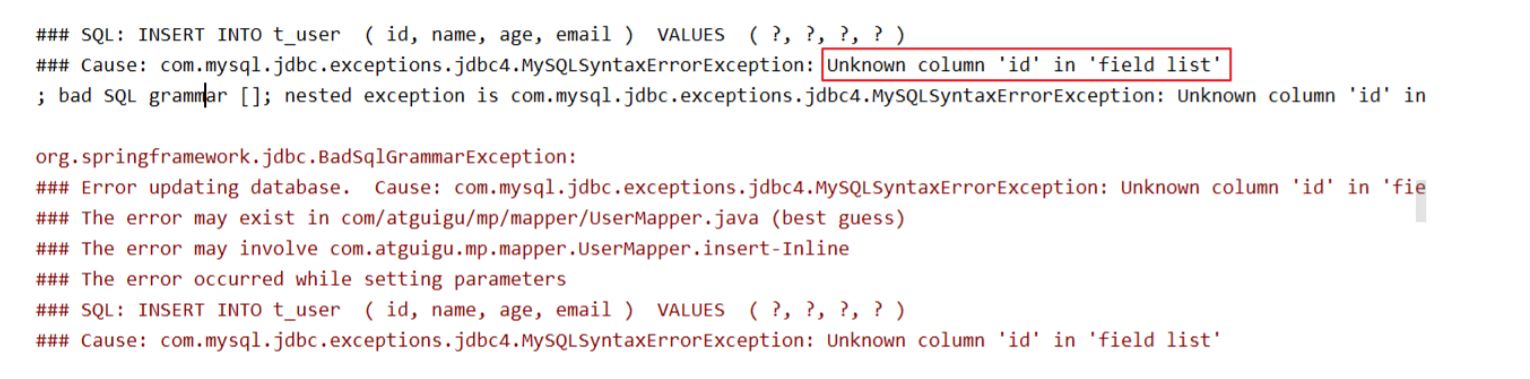 ### SQL: INSERT INTO t_user  ( id, name, age, email )  VALUES  ( ?, ?, ?, ? )
### Cause: com.mysql.jdbc.exceptions.jdbc4.MySQLSyntaxErrorException: Unknown column 'id' in 'field list'
; bad SQL grammar []; nested exception is com.mysql.jdbc.exceptions.jdbc4.MySQLSyntaxErrorException: Unknown column 'id' in
org.springframework.jdbc.BadSqlGrammarException:
### Error updating database.  Cause: com.mysql.jdbc.exceptions.jdbc4.MySQLSyntaxErrorException: Unknown column 'id' in 'fie
### The error may exist in com/atguigu/mp/mapper/UserMapper.java (best guess)
### The error may involve com.atguigu.mp.mapper.UserMapper.insert-Inline
### The error occurred while setting parameters
### SQL: INSERT INTO t_user  ( id, name, age, email )  VALUES  ( ?, ?, ?, ? )
### Cause: com.mysql.jdbc.exceptions.jdbc4.MySQLSyntaxErrorException: Unknown column 'id' in 'field list'